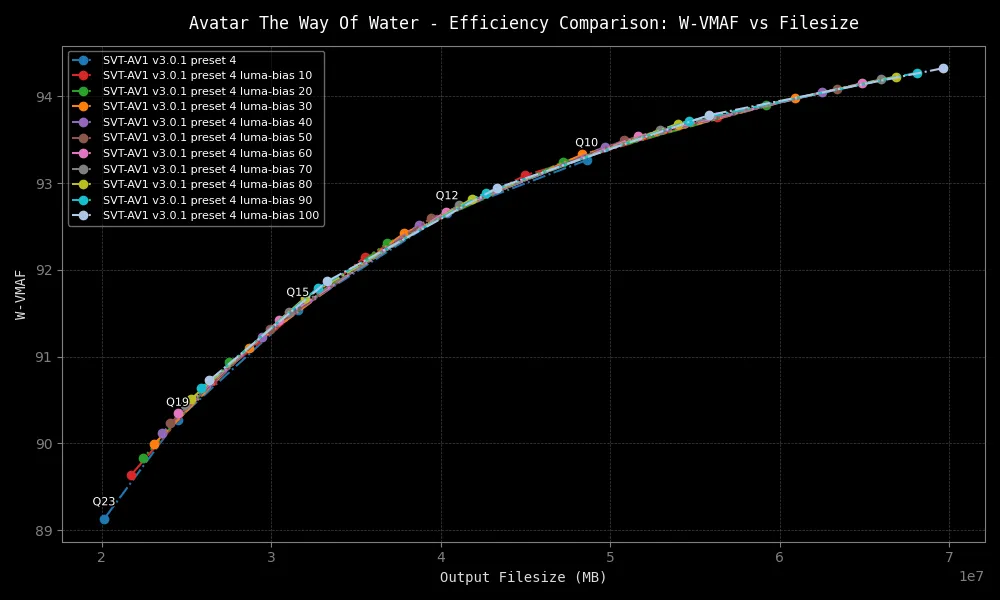 Avatar The Way Of Water - Efficiency Comparison: W-VMAF vs Filesize
SVT-AV1 v3.0.1 preset 4
SVT-AV1 v3.0.1 preset 4 luma-bias 10
SVT-AV1 v3.0.1 preset 4 luma-bias 20
SVT-AV1 v3.0.1 preset 4 luma-bias 30
SVT-AV1 v3.0.1 preset 4 luma-bias 40
SVT-AV1 v3.0.1 preset 4 luma-bias 50
SVT-AV1 v3.0.1 preset 4 luma-bias 60
SVT-AV1 v3.0.1 preset 4 luma-bias 70
SVT-AV1 v3.0.1 preset 4 luma-bias 80
SVT-AV1 v3.0.1 preset 4 luma-bias 90
SVT-AV1 v3.0.1 preset 4 luma-bias 100
94
93
92
91
90
89
W-VMAF
Q10
Q12
Q15
Q19
Q23
2 3 4 5 6 7
1e7
Output Filesize (MB)